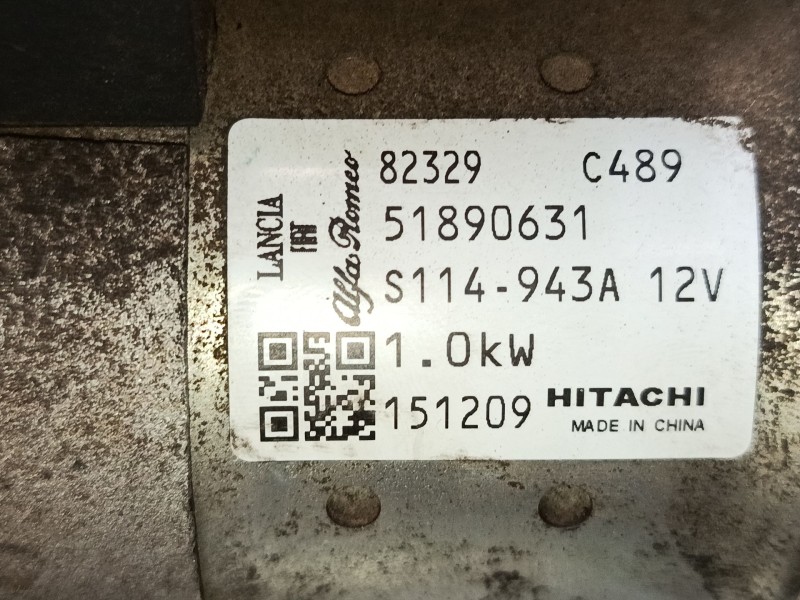 82329 C489
51890631
S114-943A 12V
1.0kW
151209 HITACHI
MADE IN CHINA
LANCIA
FIAT
Alfa Romeo